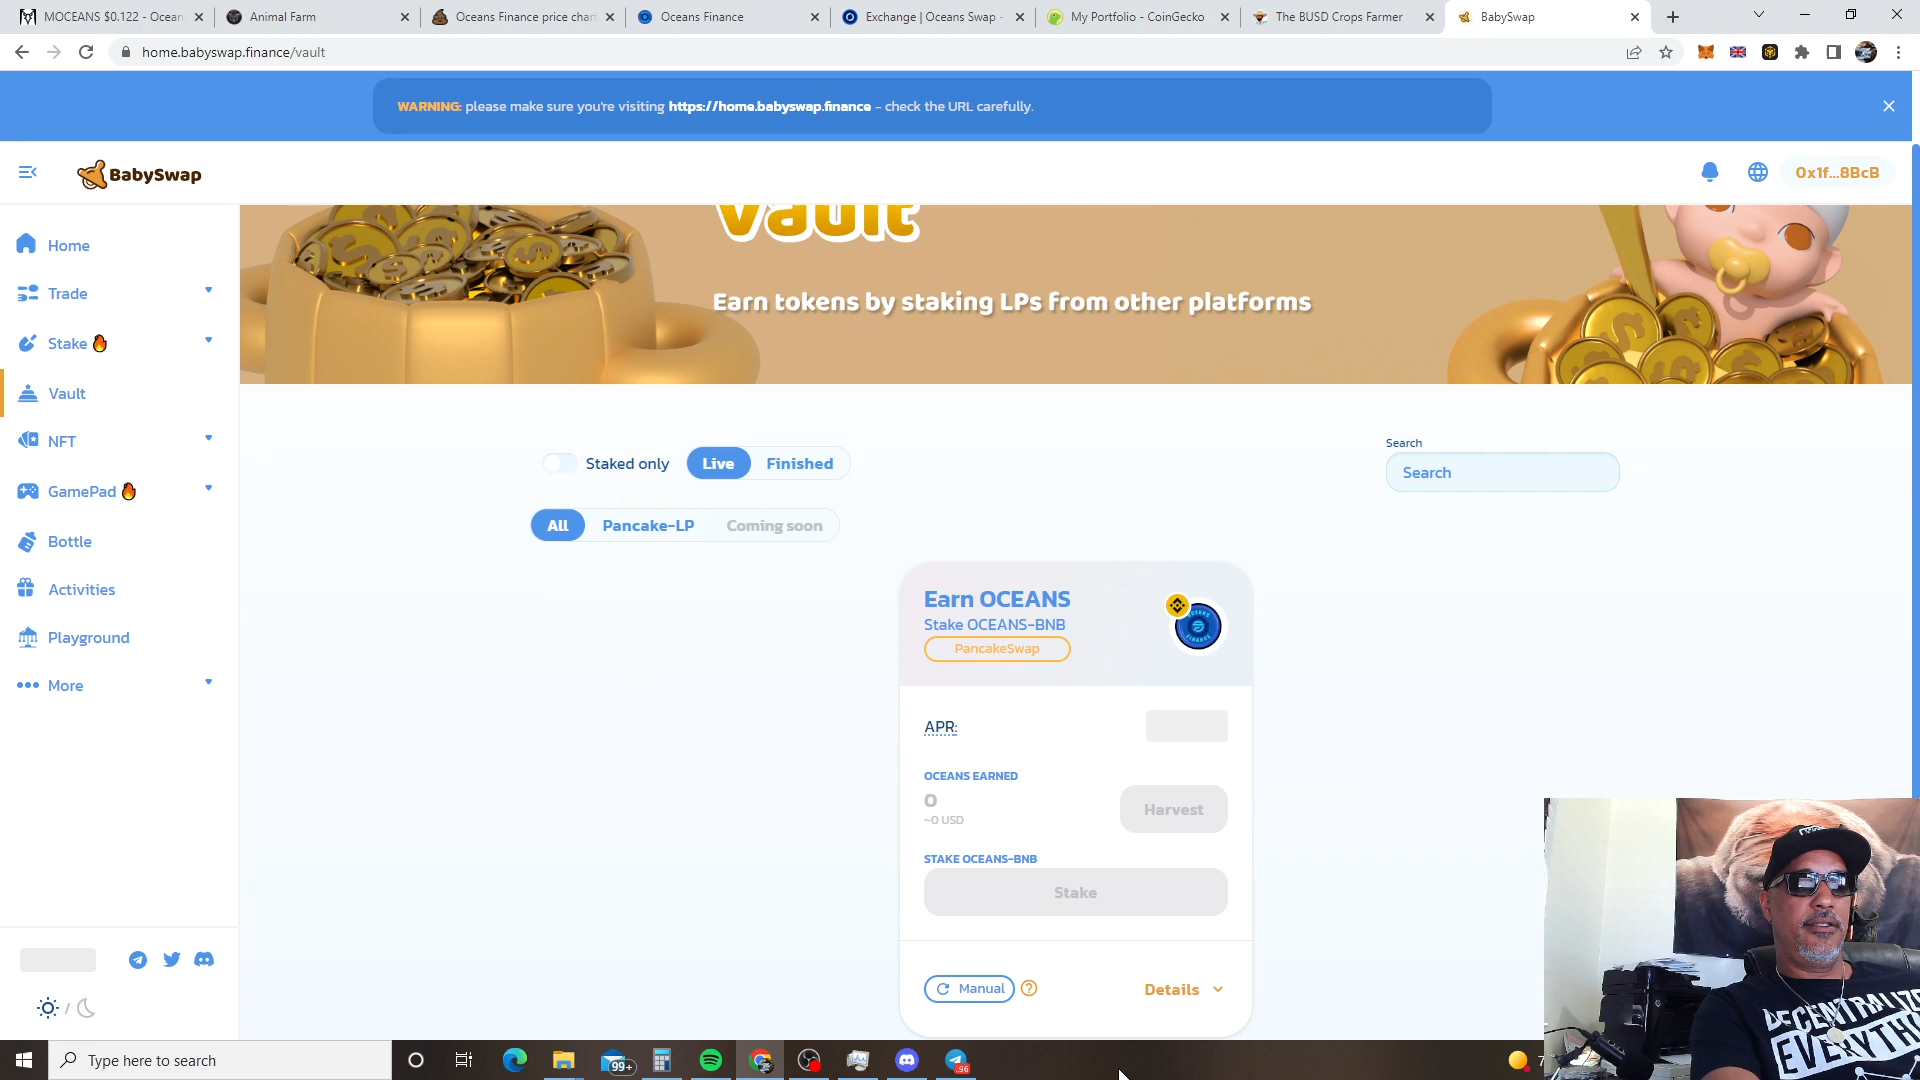 MOCEANS $0.122 - Ocean
Animal Farm
Oceans Finance price chart
Oceans Finance
Exchange | Oceans Swap -
My Portfolio - CoinGecko
The BUSD Crops Farmer
BabySwap
home.babyswap.finance/vault
WARNING: please make sure you're visiting https://home.babyswap.finance - check the URL carefully.
BabySwap
0x1f...8BcB
Home
Trade
Stake
Vault
NFT
GamePad
Bottle
Activities
Playground
More
Vault
Earn tokens by staking LPs from other platforms
Staked only
Live
Finished
Search
Search
All
Pancake-LP
Coming soon
Earn OCEANS
Stake OCEANS-BNB
PancakeSwap
APR:
OCEANS EARNED
0
~0 USD
Harvest
STAKE OCEANS-BNB
Stake
Manual
Details
DECENTRALIZE
EVERYTHIN
Type here to search
99+
96